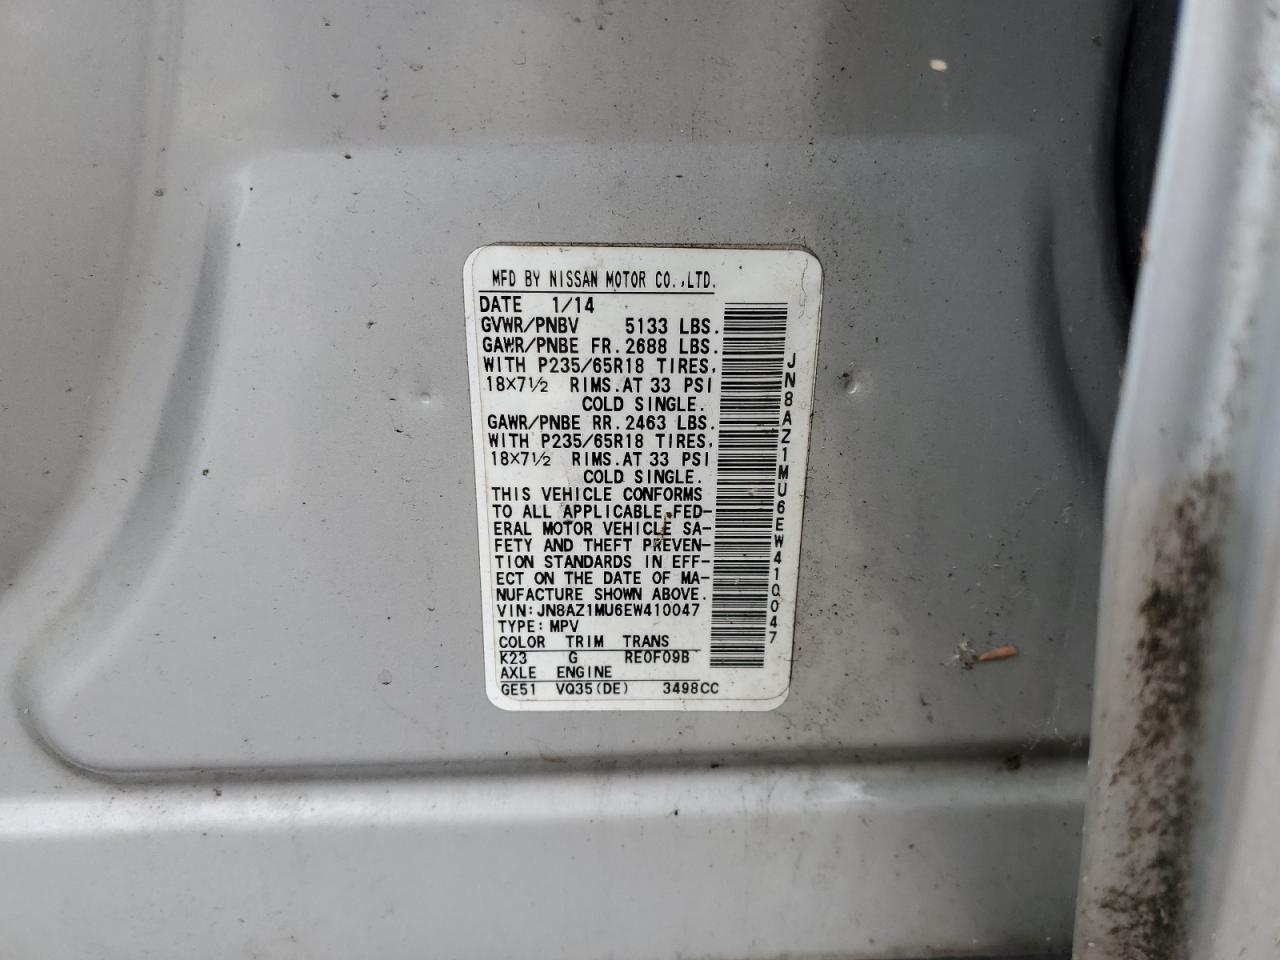 MFD BY NISSAN MOTOR CO.,LTD.
DATE 1/14
GVWR/PNBV 5133 LBS.
GAWR/PNBE FR.2688 LBS.
WITH P235/65R18 TIRES,
18×7½ RIMS.AT 33 PSI
COLD SINGLE.
GAWR/PNBE RR.2463 LBS.
WITH P235/65R18 TIRES,
18×7½ RIMS.AT 33 PSI
COLD SINGLE.
THIS VEHICLE CONFORMS
TO ALL APPLICABLE FED-
ERAL MOTOR VEHICLE SA-
FETY AND THEFT PREVEN-
TION STANDARDS IN EFF-
ECT ON THE DATE OF MA-
NUFACTURE SHOWN ABOVE.
VIN:JN8AZ1MU6EW410047
TYPE:MPV
COLOR TRIM TRANS
K23 G RE0F09B
AXLE ENGINE
GE51 VQ35(DE) 3498CC
JN8AZ1MU6EW410047